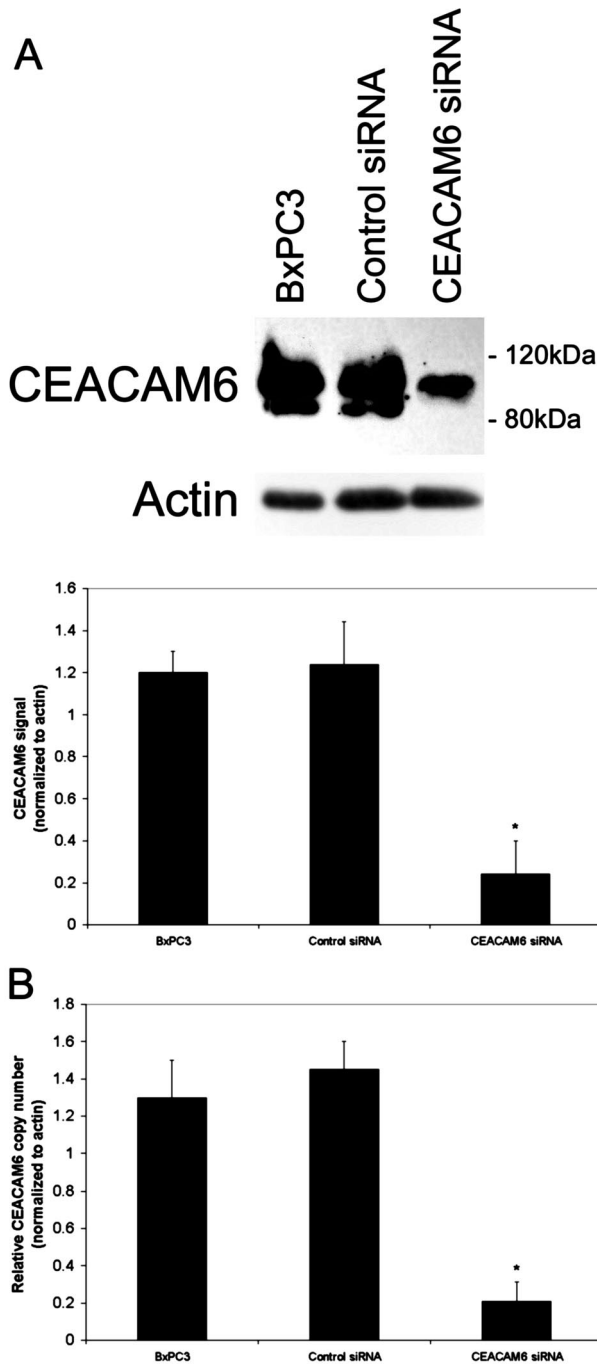 A
BxPC3
Control siRNA
CEACAM6 siRNA
CEACAM6
- 120kDa
- 80kDa
Actin
CEACAM6 signal
(normalized to actin)
1.6
1.4
1.2
1
0.8
0.6
0.4
0.2
0
*
BxPC3
Control siRNA
CEACAM6 siRNA
B
Relative CEACAM6 copy number
(normalized to actin)
1.8
1.6
1.4
1.2
1
0.8
0.6
0.4
0.2
0
*
BxPC3
Control siRNA
CEACAM6 siRNA